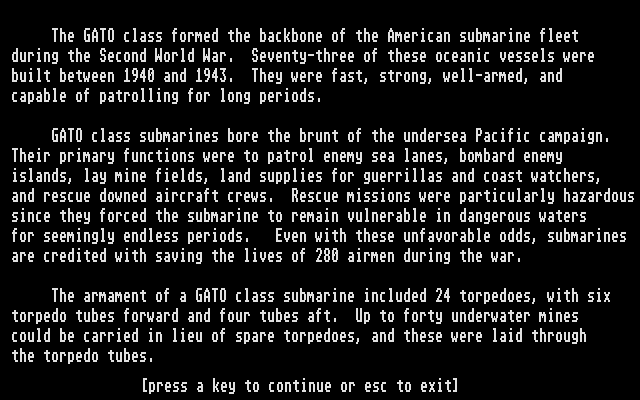 The GATO class formed the backbone of the American submarine fleet
during the Second World War.  Seventy-three of these oceanic vessels were
built between 1940 and 1943.  They were fast, strong, well-armed, and
capable of patrolling for long periods.
GATO class submarines bore the brunt of the undersea Pacific campaign.
Their primary functions were to patrol enemy sea lanes, bombard enemy
islands, lay mine fields, land supplies for guerrillas and coast watchers,
and rescue downed aircraft crews.  Rescue missions were particularly hazardous
since they forced the submarine to remain vulnerable in dangerous waters
for seemingly endless periods.   Even with these unfavorable odds, submarines
are credited with saving the lives of 280 airmen during the war.
The armament of a GATO class submarine included 24 torpedoes, with six
torpedo tubes forward and four tubes aft.  Up to forty underwater mines
could be carried in lieu of spare torpedoes, and these were laid through
the torpedo tubes.
[press a key to continue or esc to exit]